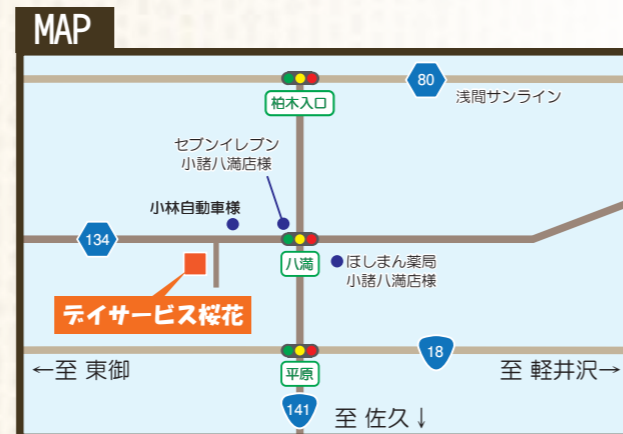 MAP
80
柏木入口
浅間サンライン
セブンイレブン
小諸八満店様
小林自動車様
134
八満
ほしまん薬局
小諸八満店様
デイサービス桜花
18
←至 東御
平原
至 軽井沢→
141
至 佐久↓